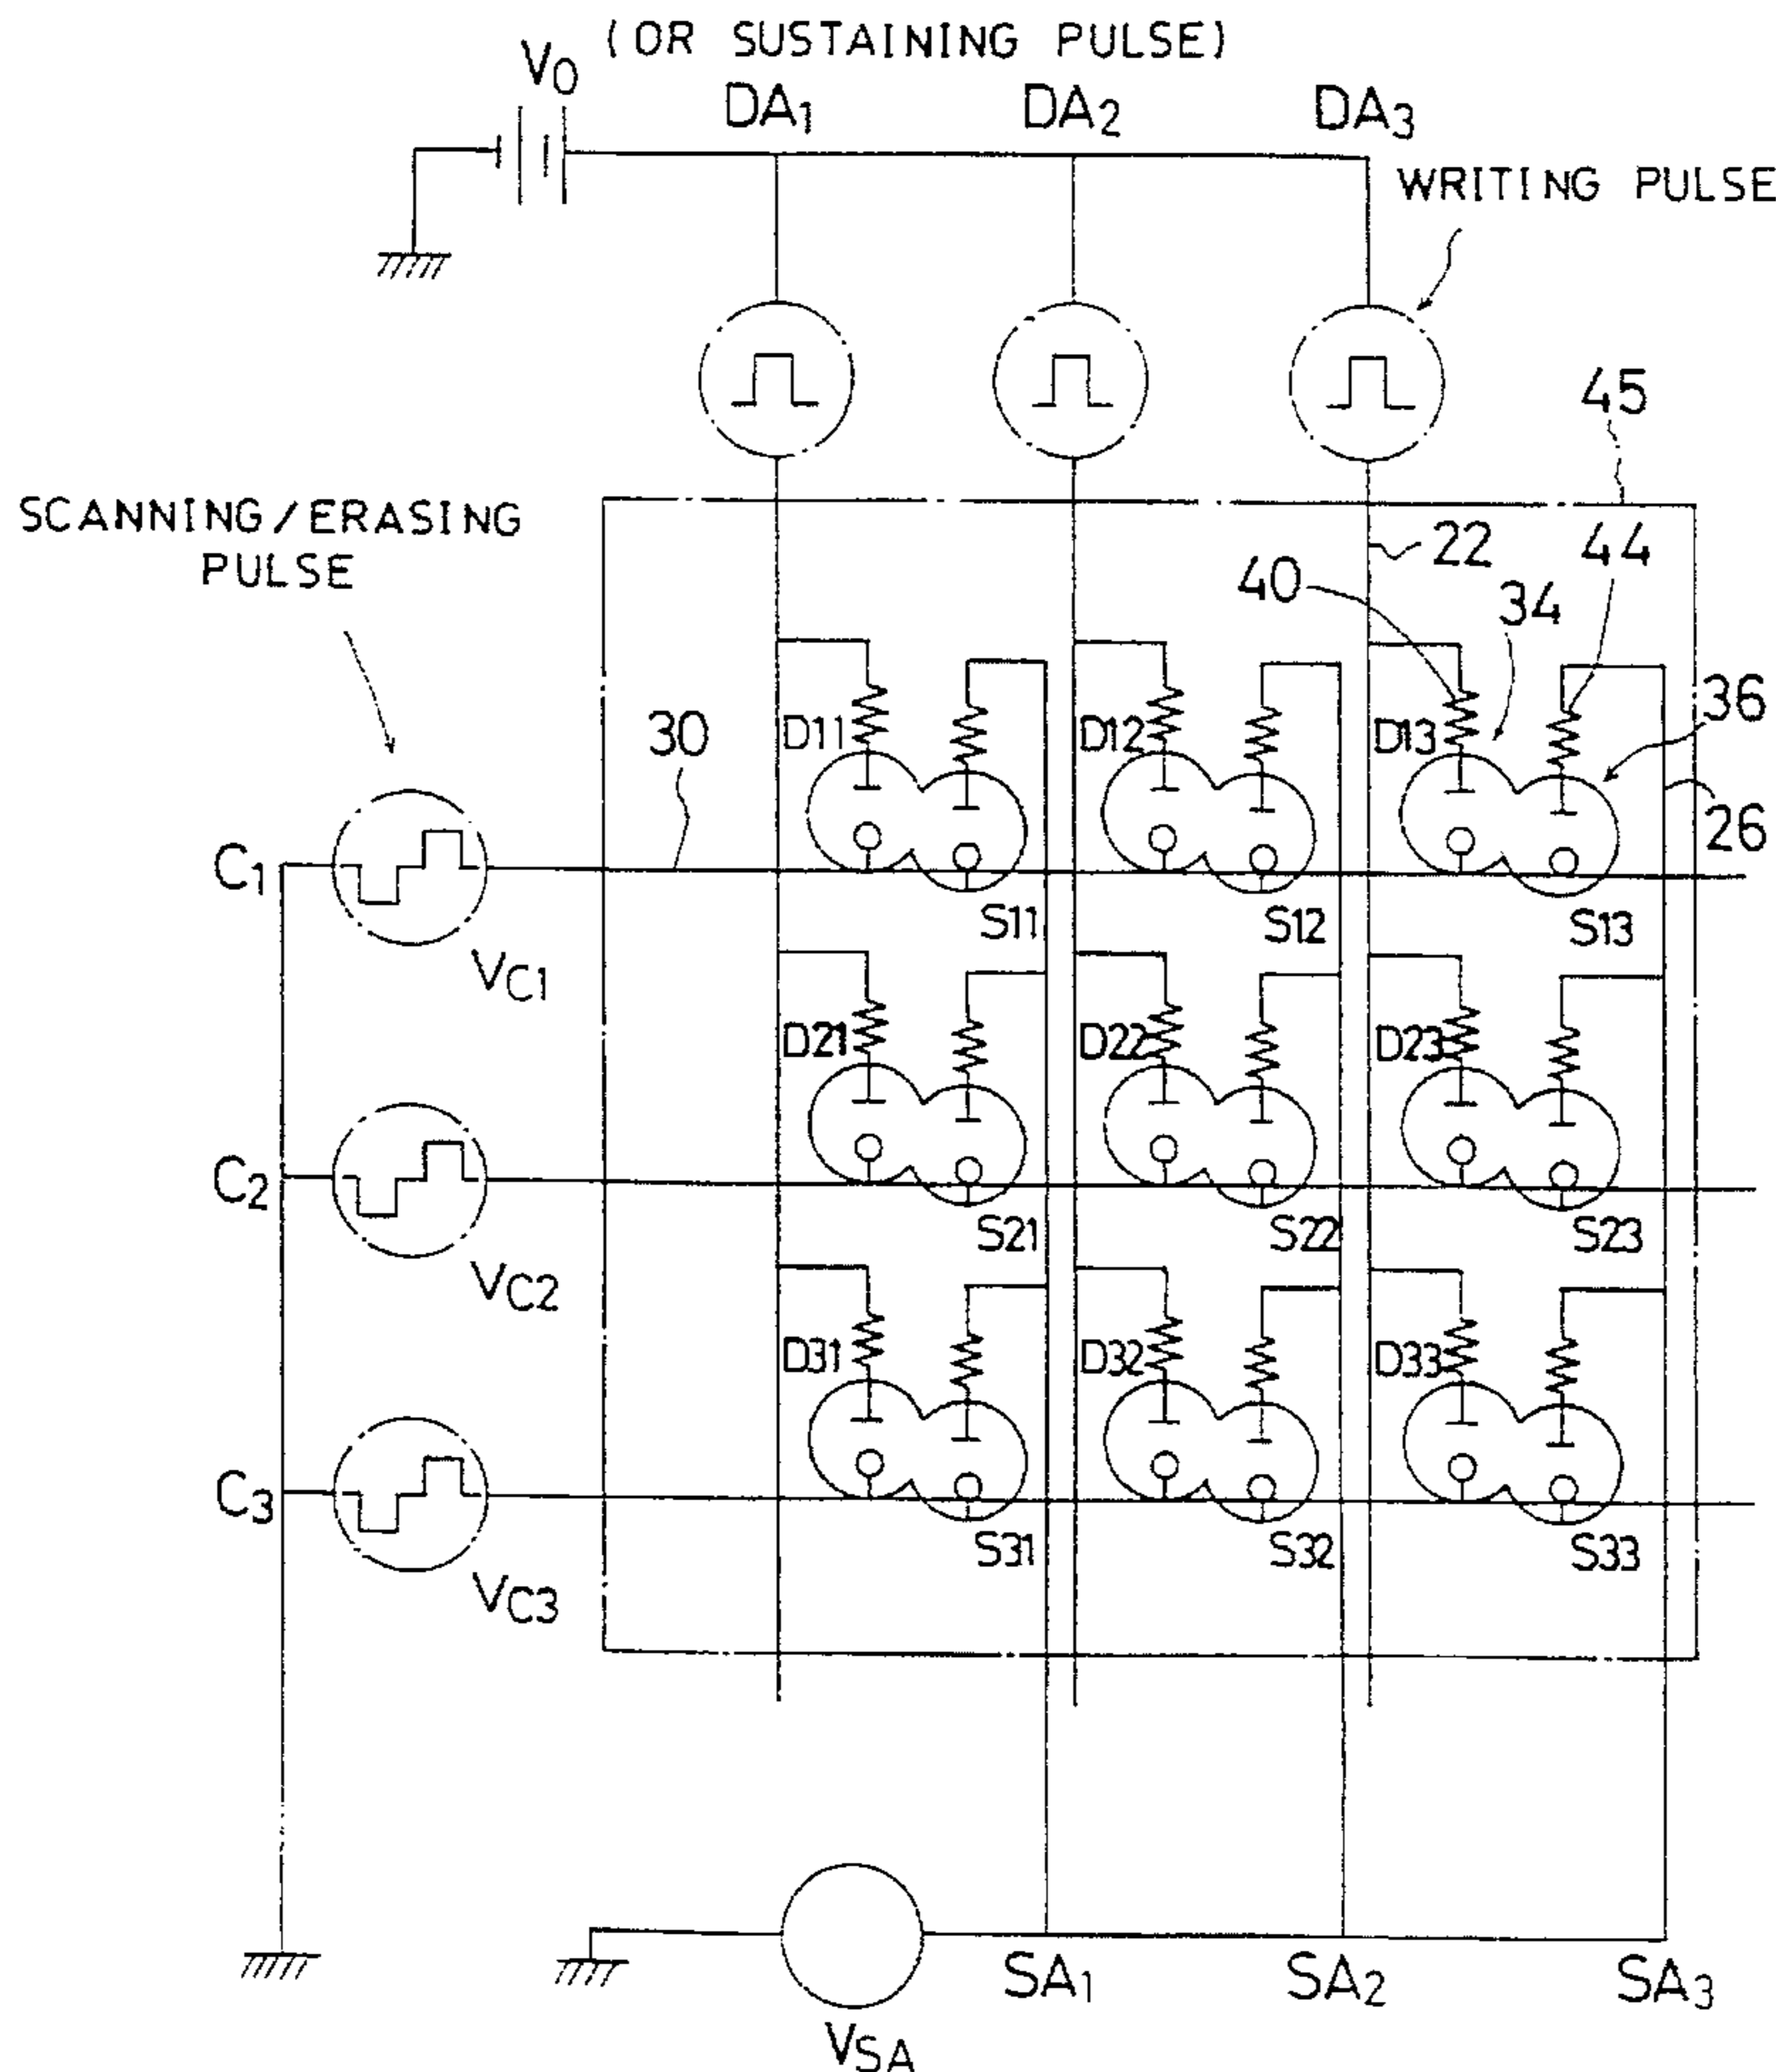 (OR SUSTAINING PULSE)
V0
DA1 DA2 DA3
WRITING PULSE
45
SCANNING/ERASING
PULSE
22 44
40 34
30 D11 D12 D13 36
26
C1
S11 S12 S13
VC1
D21 D22 D23
C2
S21 S22 S23
VC2
D31 D32 D33
C3
S31 S32 S33
VC3
SA1 SA2 SA3
VSA